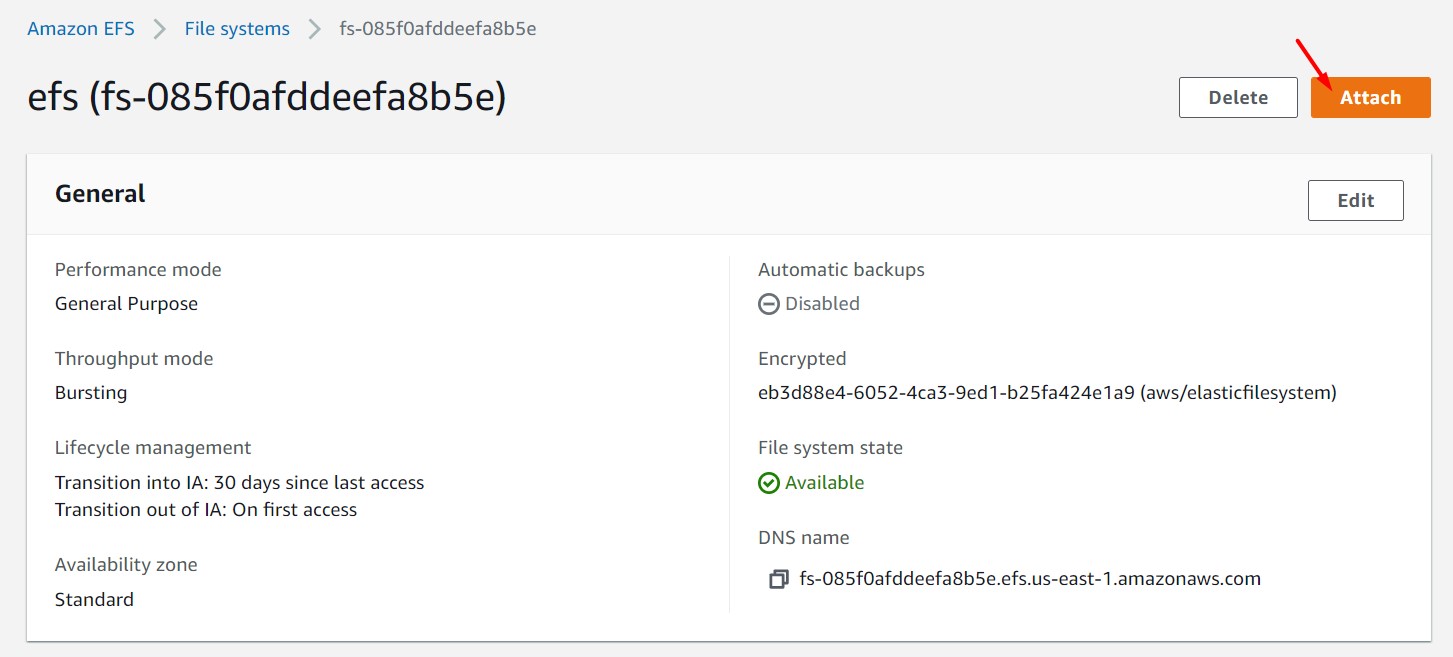 Amazon EFS > File systems > fs-085f0afddeefa8b5e
efs (fs-085f0afddeefa8b5e)
Delete
Attach
General
Edit
Performance mode
General Purpose
Throughput mode
Bursting
Lifecycle management
Transition into IA: 30 days since last access
Transition out of IA: On first access
Availability zone
Standard
Automatic backups
Disabled
Encrypted
eb3d88e4-6052-4ca3-9ed1-b25fa424e1a9 (aws/elasticfilesystem)
File system state
Available
DNS name
fs-085f0afddeefa8b5e.efs.us-east-1.amazonaws.com